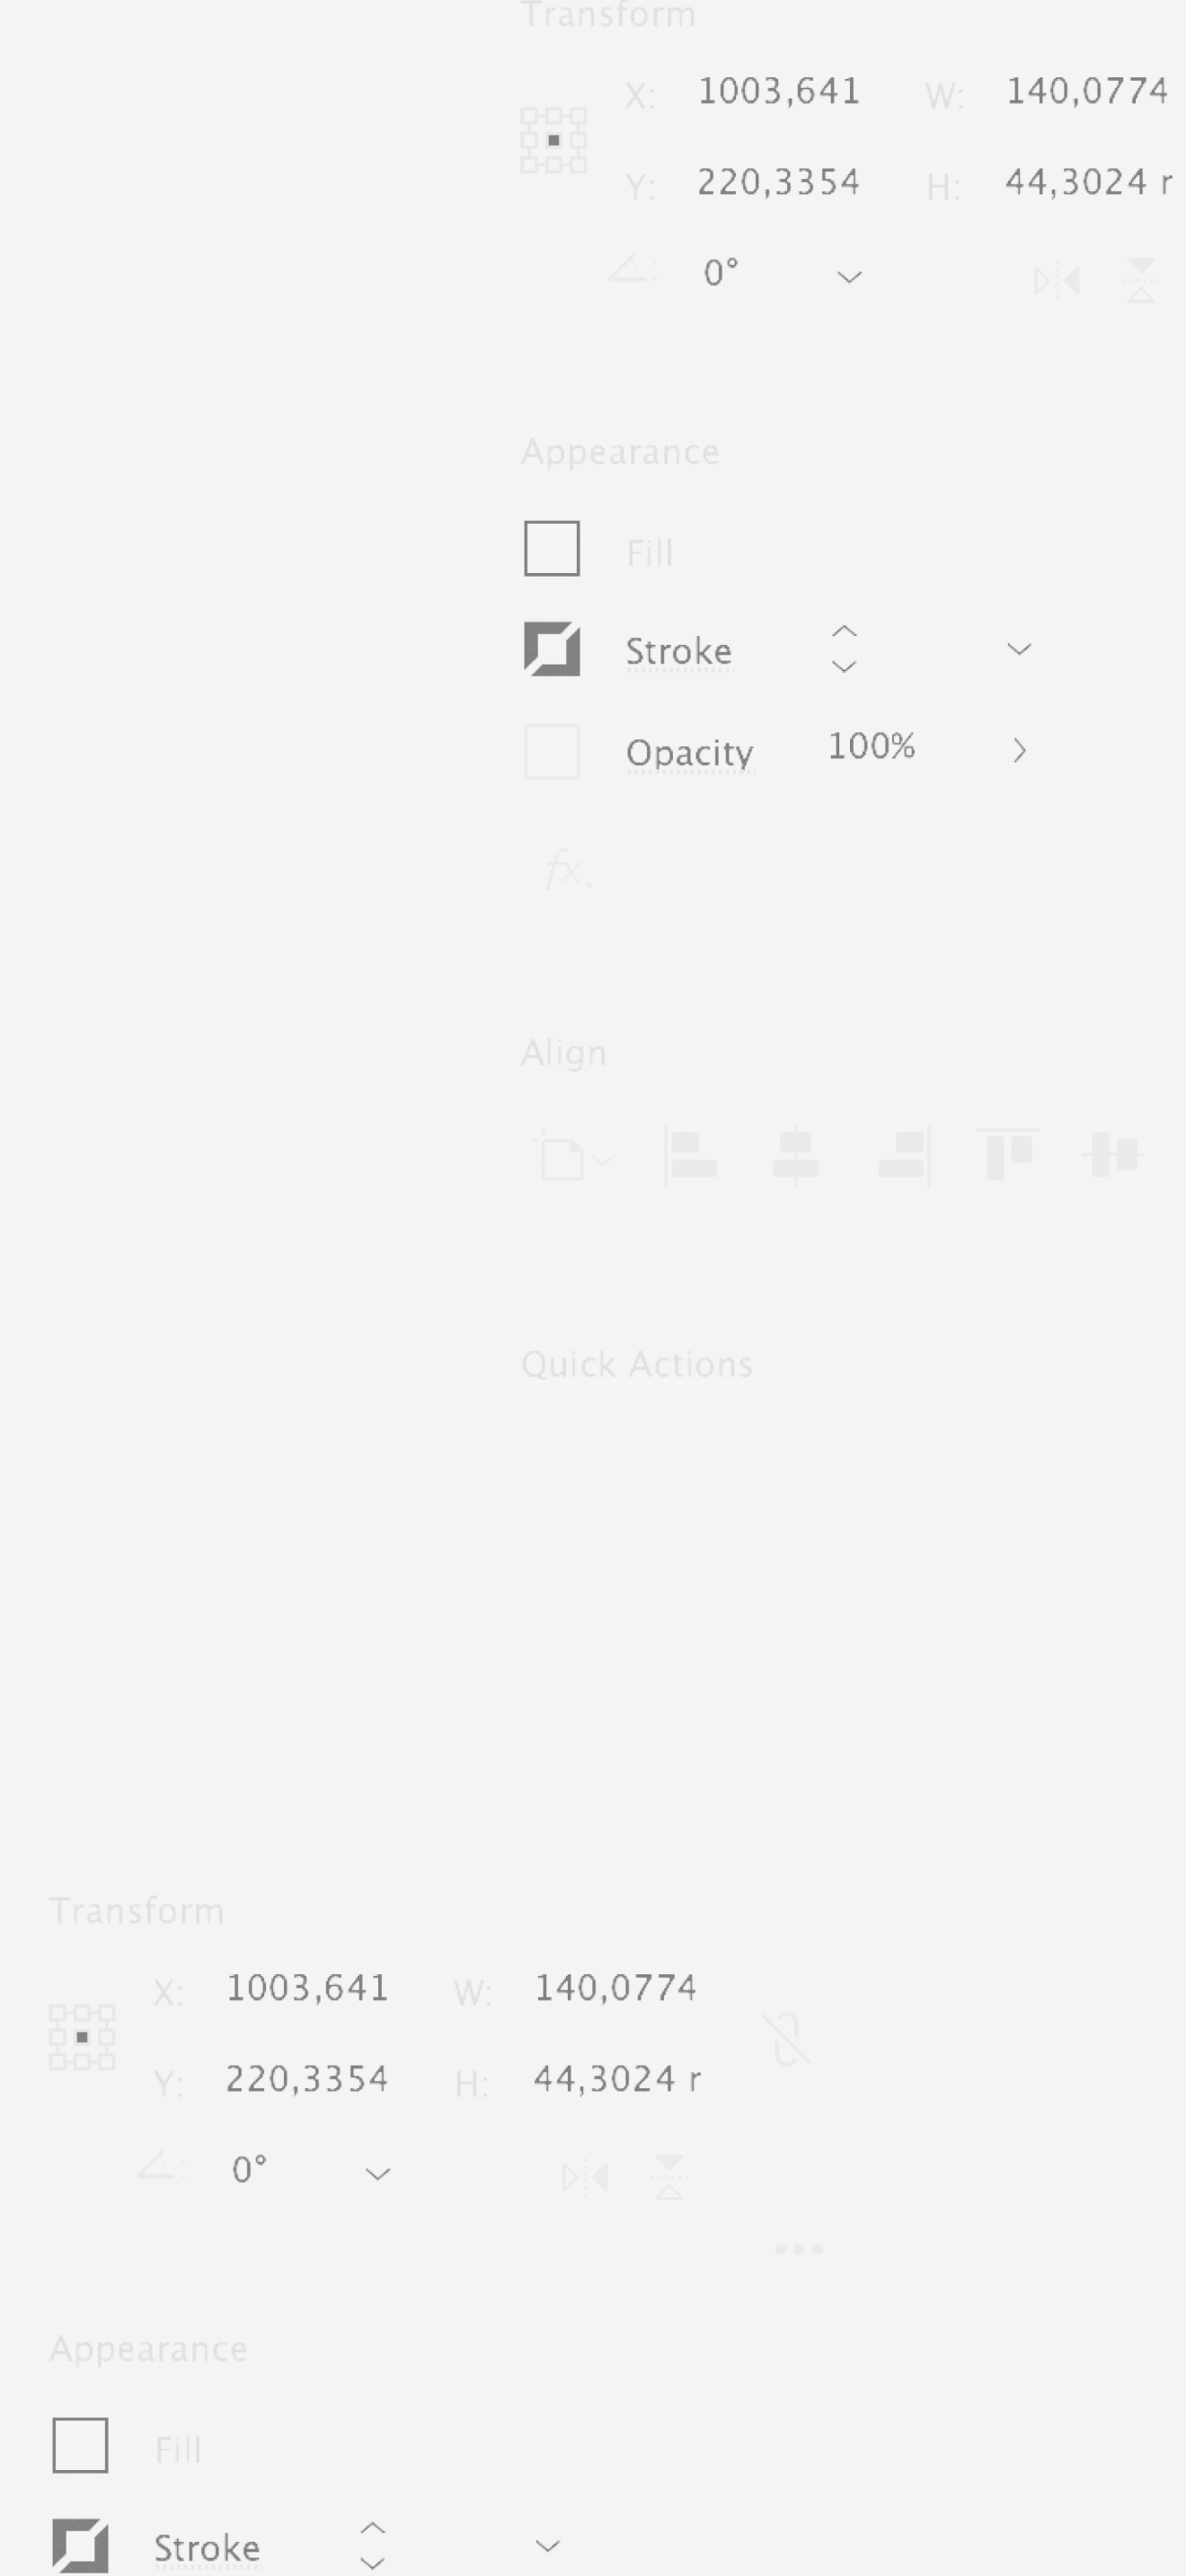 Transform
X: 1003,641 W: 140,0774
Y: 220,3354 H: 44,3024 r
: 0°
Appearance
Fill
Stroke
Opacity 100%
fx.
Align
Quick Actions
Transform
X: 1003,641 W: 140,0774
Y: 220,3354 H: 44,3024 r
: 0°
Appearance
Fill
Stroke